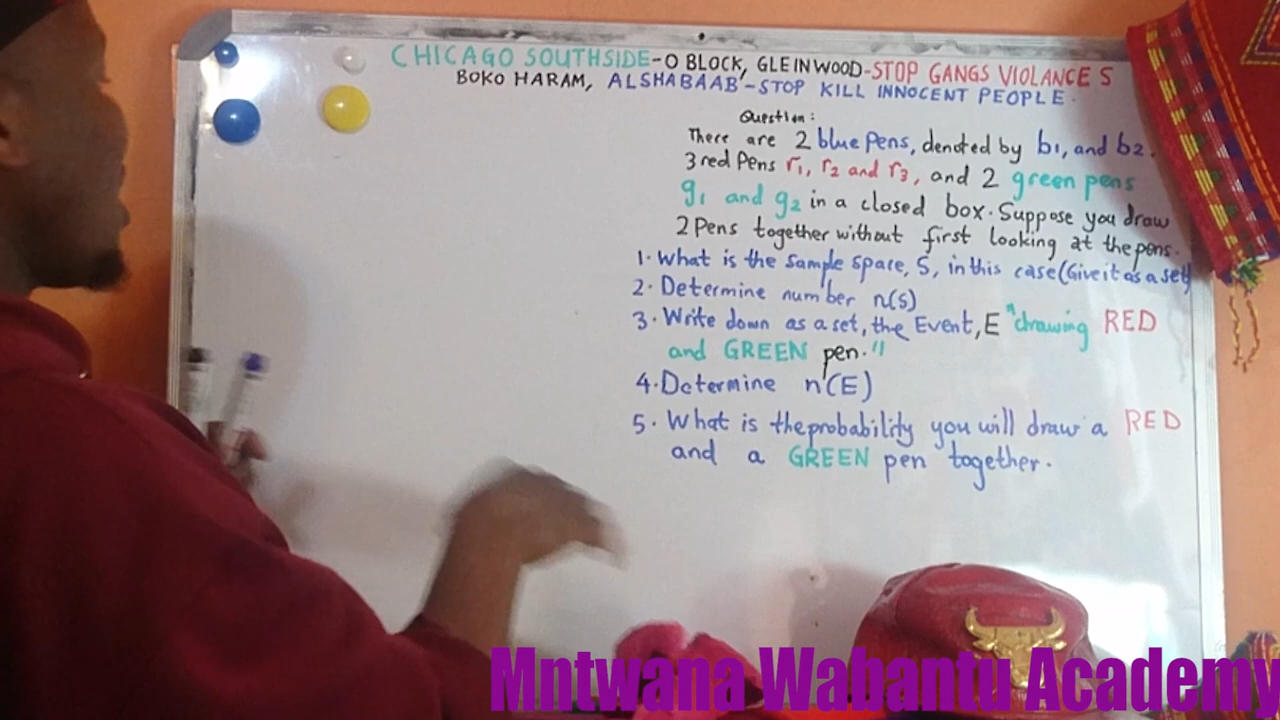 CHICAGO SOUTHSIDE-O BLOCK, GLEINWOOD-STOP GANGS VIOLANCE S
BOKO HARAM, ALSHABAAB-STOP KILL INNOCENT PEOPLE.
Question:
There are 2 blue pens, denoted by b1, and b2.
3 red Pens r1, r2 and r3, and 2 green pens
g1 and g2 in a closed box. Suppose you draw
2 Pens together without first looking at the pens.
1. What is the sample space, S, in this case (Give it as a set)
2. Determine number n(s)
3. Write down as a set, the Event, E "drawing RED
and GREEN pen."
4. Determine n(E)
5. What is the probability you will draw a RED
and a GREEN pen together.
Mntwana Wabantu Academy